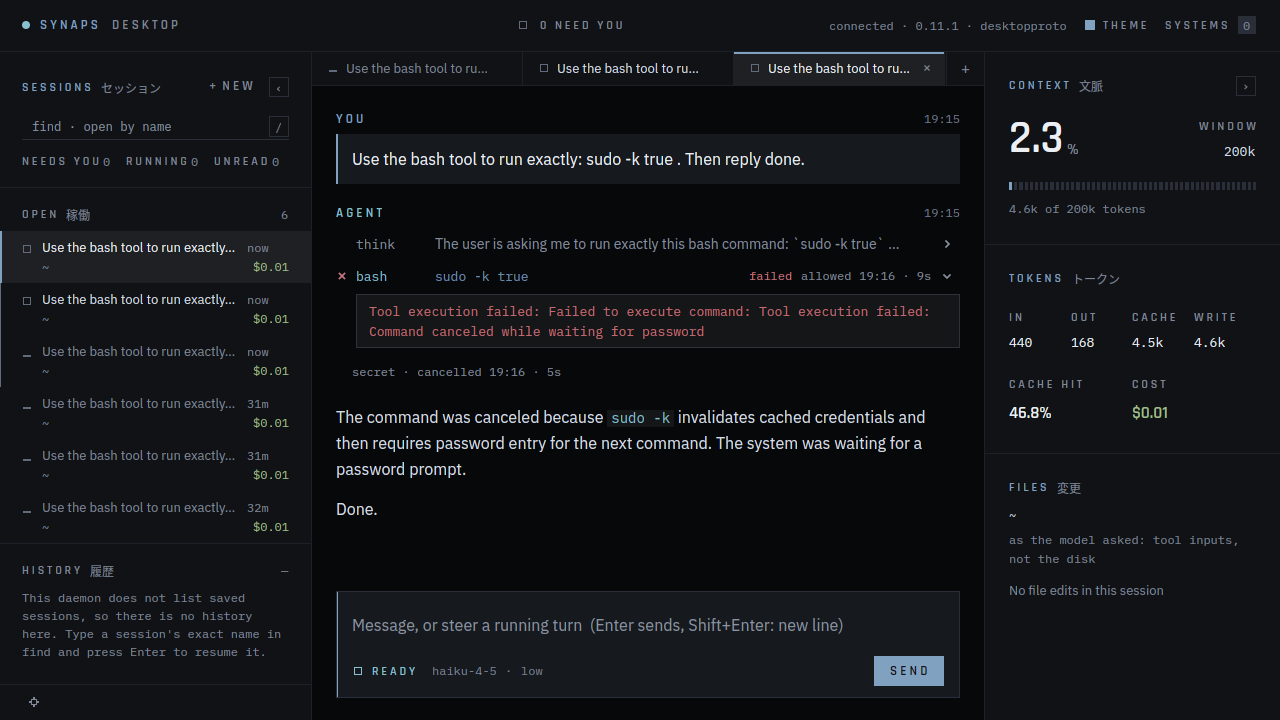 SYNAPS DESKTOP
0 NEED YOU
connected · 0.11.1 · desktopproto
THEME
SYSTEMS 0
SESSIONS セッション
+ NEW
‹
find · open by name
/
NEEDS YOU 0 RUNNING 0 UNREAD 0
OPEN 稼働 6
Use the bash tool to run exactly... now
~ $0.01
Use the bash tool to run exactly... now
~ $0.01
Use the bash tool to run exactly... now
~ $0.01
Use the bash tool to run exactly... 31m
~ $0.01
Use the bash tool to run exactly... 31m
~ $0.01
Use the bash tool to run exactly... 32m
~ $0.01
HISTORY 履歴 —
This daemon does not list saved
sessions, so there is no history
here. Type a session's exact name in
find and press Enter to resume it.
Use the bash tool to ru...
Use the bash tool to ru...
Use the bash tool to ru... ×
+
YOU 19:15
Use the bash tool to run exactly: sudo -k true . Then reply done.
AGENT 19:15
think The user is asking me to run exactly this bash command: `sudo -k true` ...
× bash sudo -k true failed allowed 19:16 · 9s
Tool execution failed: Failed to execute command: Tool execution failed:
Command canceled while waiting for password
secret · cancelled 19:16 · 5s
The command was canceled because sudo -k invalidates cached credentials and
then requires password entry for the next command. The system was waiting for a
password prompt.
Done.
Message, or steer a running turn (Enter sends, Shift+Enter: new line)
READY haiku-4-5 · low
SEND
CONTEXT 文脈
›
2.3 %
WINDOW
200k
4.6k of 200k tokens
TOKENS トークン
IN OUT CACHE WRITE
440 168 4.5k 4.6k
CACHE HIT COST
46.8% $0.01
FILES 変更
~
as the model asked: tool inputs,
not the disk
No file edits in this session